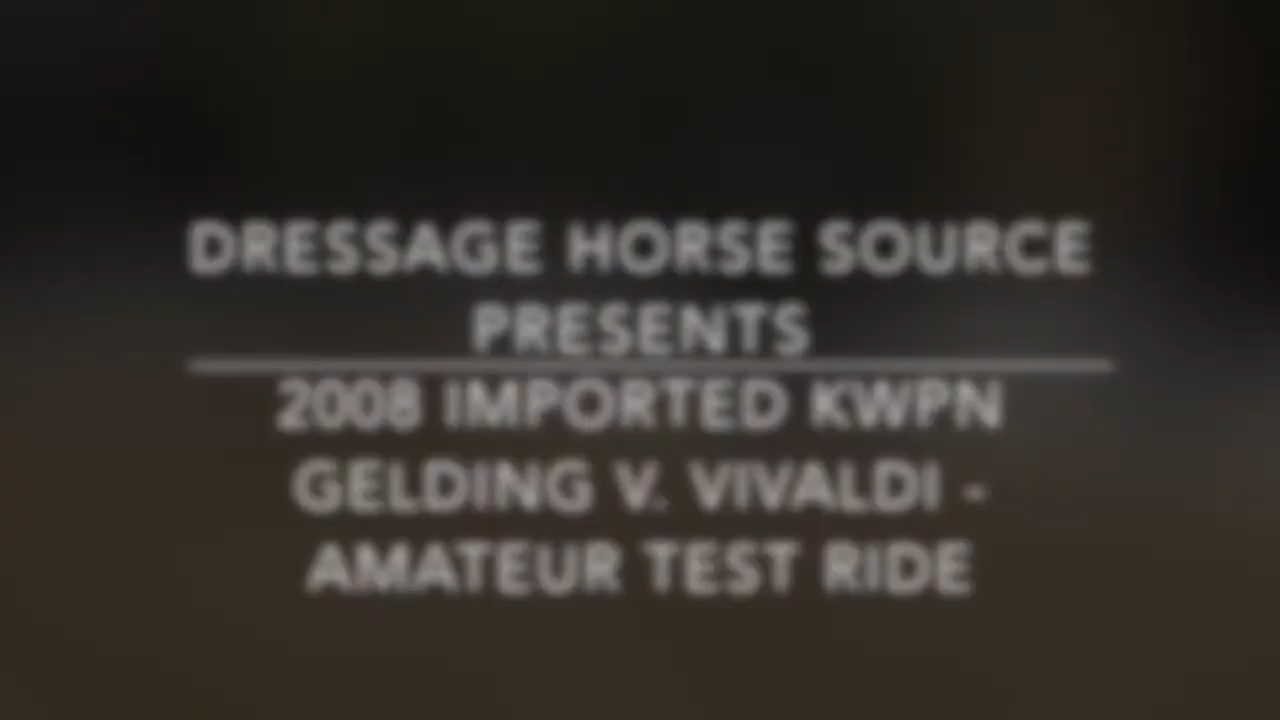 DRESSAGE HORSE SOURCE
PRESENTS
2008 IMPORTED KWPN
GELDING V. VIVALDI -
AMATEUR TEST RIDE